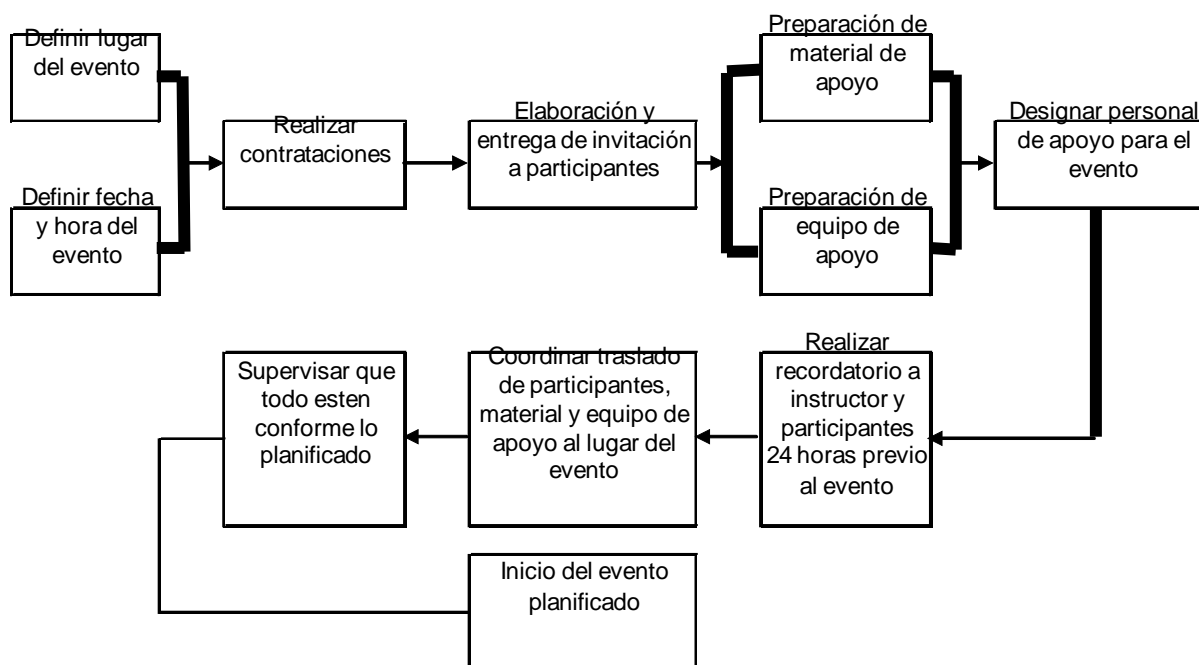 Definir lugar
del evento
Definir fecha
y hora del
evento
Realizar
contrataciones
Elaboración y
entrega de invitación
a participantes
Preparación de
material de
apoyo
Preparación de
equipo de
apoyo
Designar personal
de apoyo para el
evento
Realizar
recordatorio a
instructor y
participantes
24 horas previo
al evento
Coordinar traslado
de participantes,
material y equipo de
apoyo al lugar del
evento
Supervisar que
todo esten
conforme lo
planificado
Inicio del evento
planificado